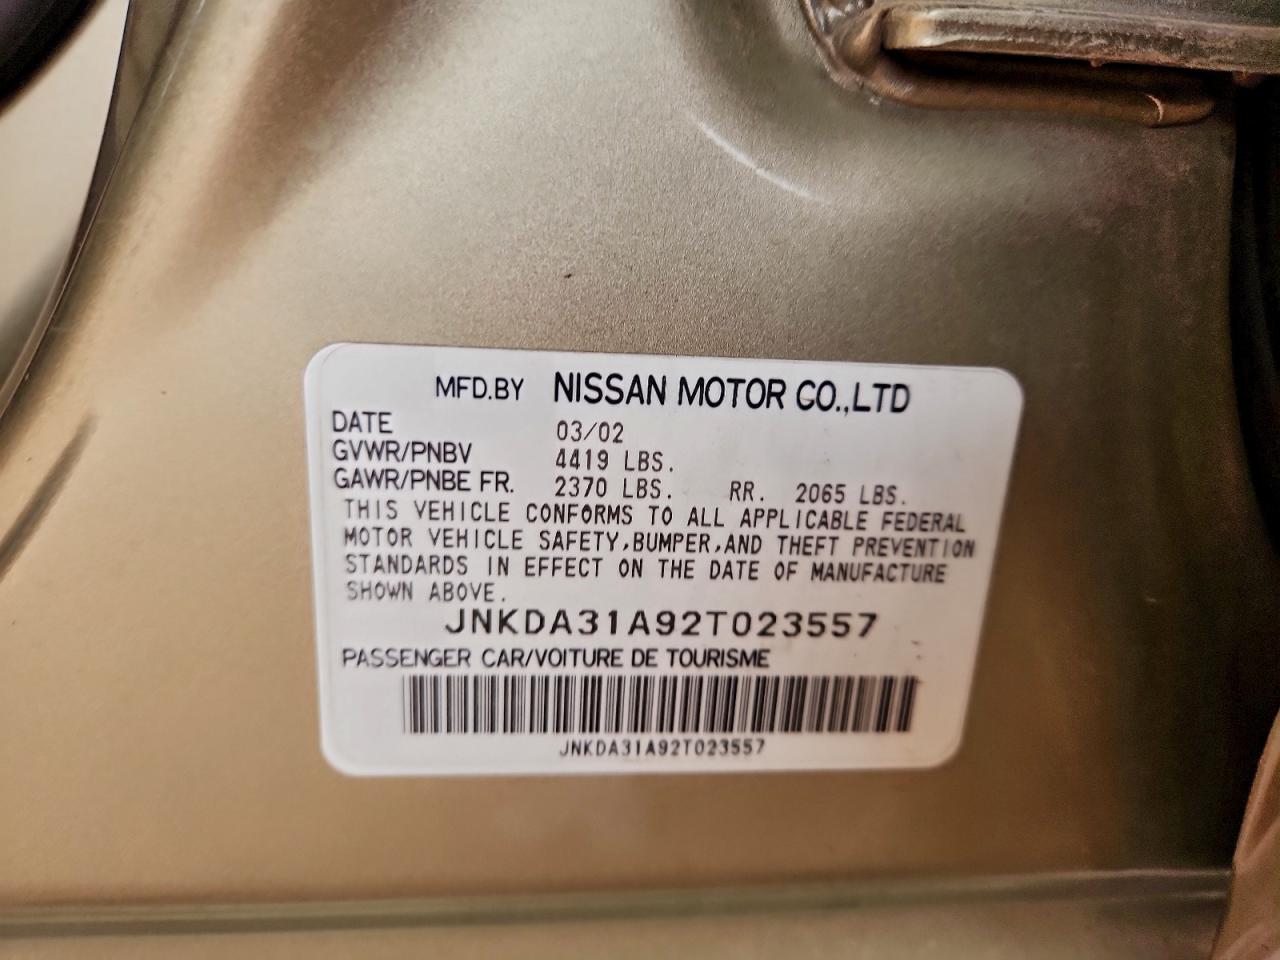 MFD.BY NISSAN MOTOR CO.,LTD
DATE 03/02
GVWR/PNBV 4419 LBS.
GAWR/PNBE FR. 2370 LBS. RR. 2065 LBS.
THIS VEHICLE CONFORMS TO ALL APPLICABLE FEDERAL
MOTOR VEHICLE SAFETY,BUMPER,AND THEFT PREVENTION
STANDARDS IN EFFECT ON THE DATE OF MANUFACTURE
SHOWN ABOVE.
JNKDA31A92T023557
PASSENGER CAR/VOITURE DE TOURISME
JNKDA31A92T023557